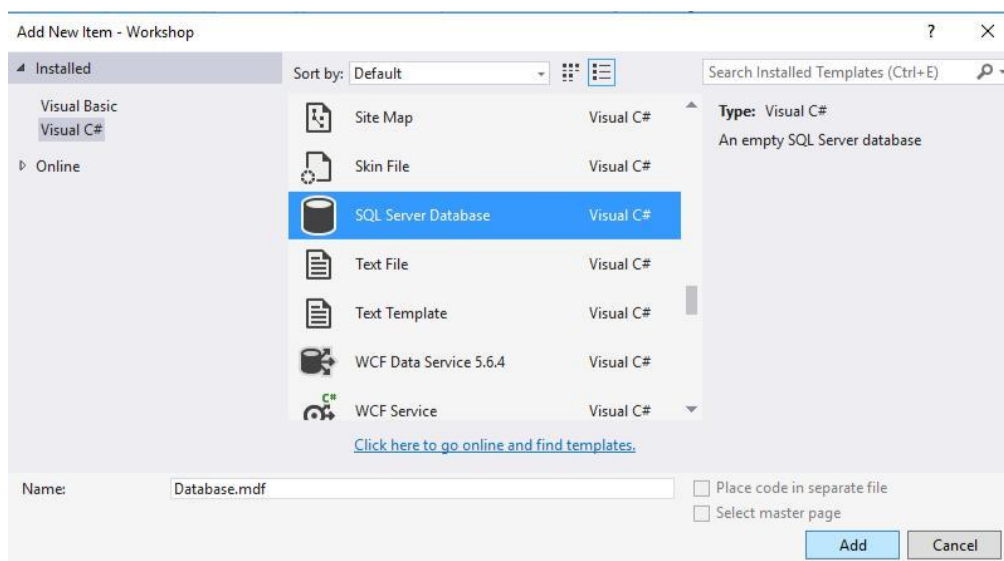 Add New Item - Workshop
?
Installed
Visual Basic
Visual C#
Online
Sort by: Default
Search Installed Templates (Ctrl+E)
Site Map Visual C#
Skin File Visual C#
SQL Server Database Visual C#
Text File Visual C#
Text Template Visual C#
WCF Data Service 5.6.4 Visual C#
C#
WCF Service Visual C#
Click here to go online and find templates.
Type: Visual C#
An empty SQL Server database
Name: Database.mdf
Place code in separate file
Select master page
Add Cancel